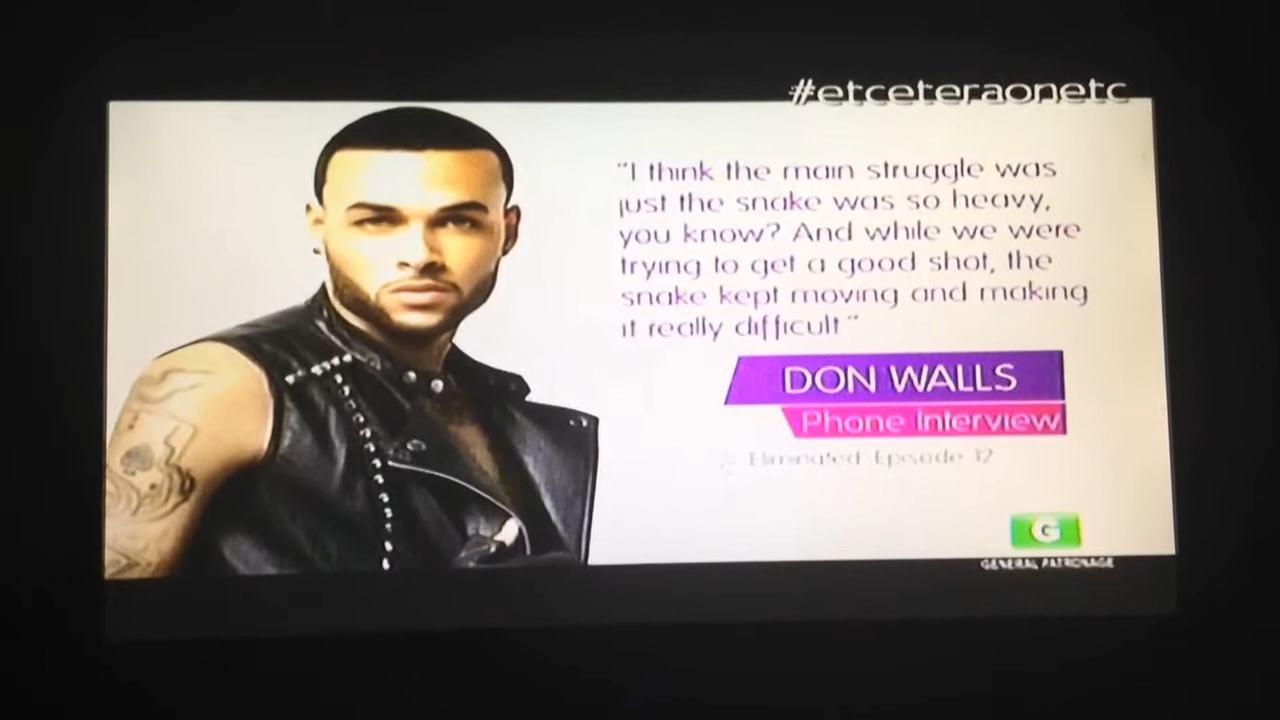 #etceteraonetc
"I think the main struggle was
just the snake was so heavy,
you know? And while we were
trying to get a good shot, the
snake kept moving and making
it really difficult"
DON WALLS
Phone Interview
Eliminated: Episode 12
G
GENERAL PATRONAGE